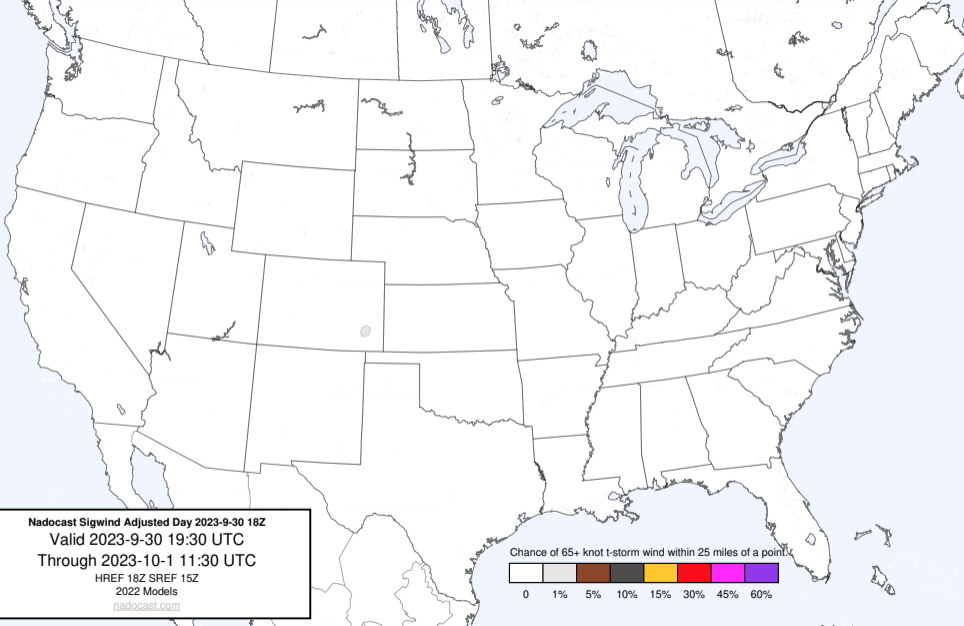 Nadocast Sigwind Adjusted Day 2023-9-30 18Z
Valid 2023-9-30 19:30 UTC
Through 2023-10-1 11:30 UTC
HREF 18Z SREF 15Z
2022 Models
nadocast.com
Chance of 65+ knot t-storm wind within 25 miles of a point.
0 1% 5% 10% 15% 30% 45% 60%